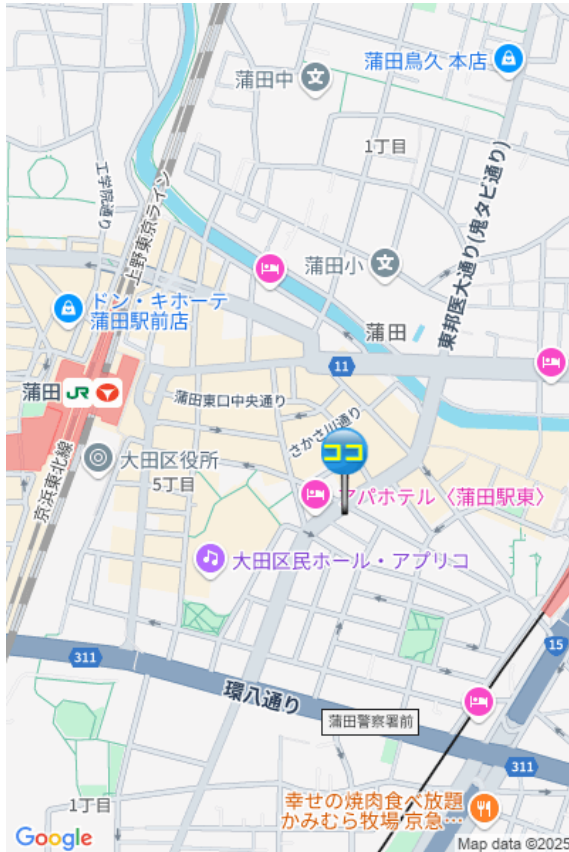 蒲田中
蒲田鳥久 本店
1丁目
工学院通り
上野東京ライン
東邦医大通り(鬼タビ通り)
蒲田小
ドン・キホーテ
蒲田駅前店
蒲田
11
蒲田
JR
蒲田東口中央通り
さかさ川通り
ココ
京浜東北線
大田区役所
5丁目
アパホテル〈蒲田駅東〉
大田区民ホール・アプリコ
15
311
環八通り
蒲田警察署前
311
1丁目
幸せの焼肉食べ放題
かみむら牧場 京急…
Google
Map data ©2025